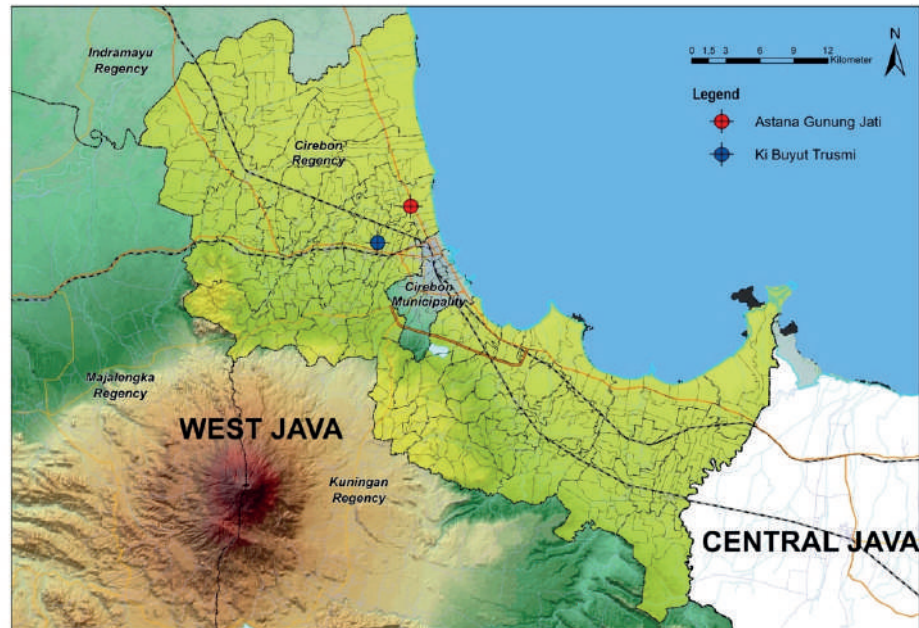 Indramayu
Regency
N
0 1,5 3 6 9 12
Kilometer
Legend
Astana Gunung Jati
Ki Buyut Trusmi
Cirebon
Regency
Cirebon
Municipality
Majalengka
Regency
WEST JAVA
Kuningan
Regency
CENTRAL JAVA